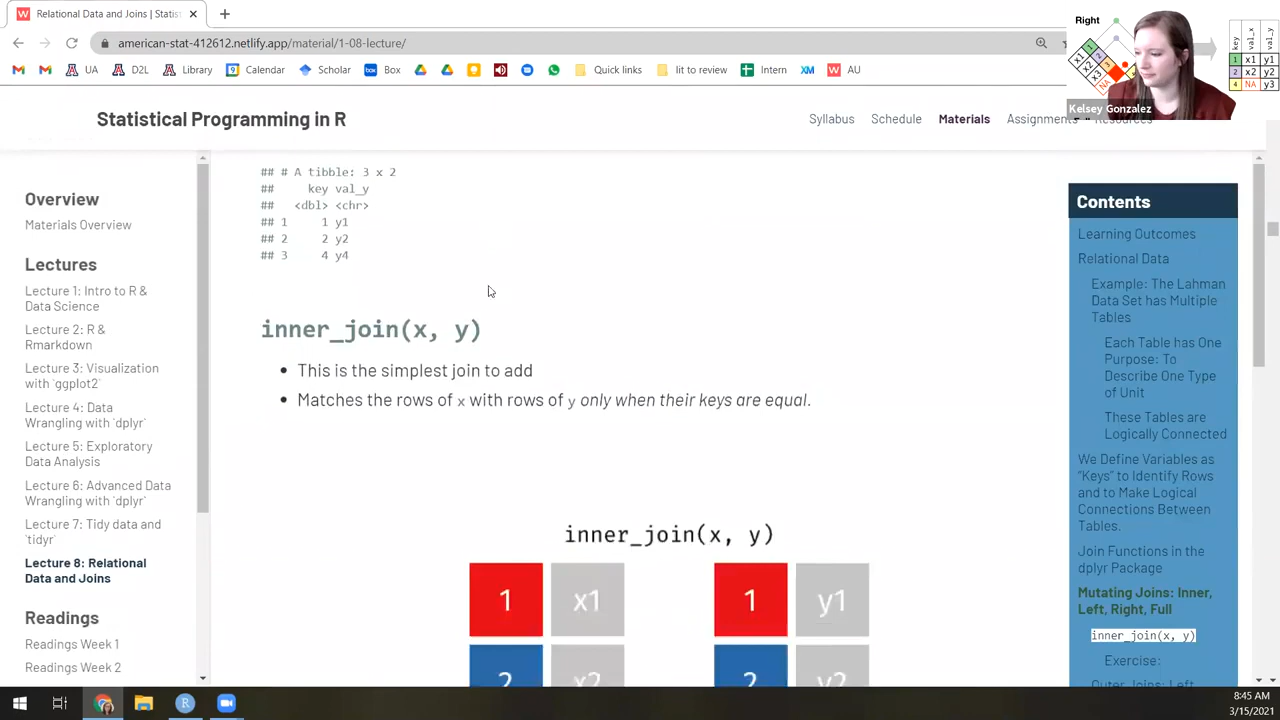 Relational Data and Joins | Statis
american-stat-412612.netlify.app/material/1-08-lecture/
UA
D2L
Library
Calendar
Scholar
Box
Quick links
lit to review
Intern
XM
AU
Right
Kelsey Gonzalez
key val_x val_y
1 x1 y1
2 x2 y2
4 NA y3
Statistical Programming in R
Syllabus
Schedule
Materials
Assignments
Resources
Overview
Materials Overview
Lectures
Lecture 1: Intro to R &
Data Science
Lecture 2: R &
Rmarkdown
Lecture 3: Visualization
with `ggplot2`
Lecture 4: Data
Wrangling with `dplyr`
Lecture 5: Exploratory
Data Analysis
Lecture 6: Advanced Data
Wrangling with `dplyr`
Lecture 7: Tidy data and
`tidyr`
Lecture 8: Relational
Data and Joins
Readings
Readings Week 1
Readings Week 2
## # A tibble: 3 x 2
## key val_y
## <dbl> <chr>
## 1 1 y1
## 2 2 y2
## 3 4 y4
inner_join(x, y)
This is the simplest join to add
Matches the rows of x with rows of y only when their keys are equal.
inner_join(x, y)
1 x1 1 y1
2 x2 2 y2
Contents
Learning Outcomes
Relational Data
Example: The Lahman
Data Set has Multiple
Tables
Each Table has One
Purpose: To
Describe One Type
of Unit
These Tables are
Logically Connected
We Define Variables as
"Keys" to Identify Rows
and to Make Logical
Connections Between
Tables.
Join Functions in the
dplyr Package
Mutating Joins: Inner,
Left, Right, Full
inner_join(x, y)
Exercise:
Outer Joins: Left
8:45 AM
3/15/2021